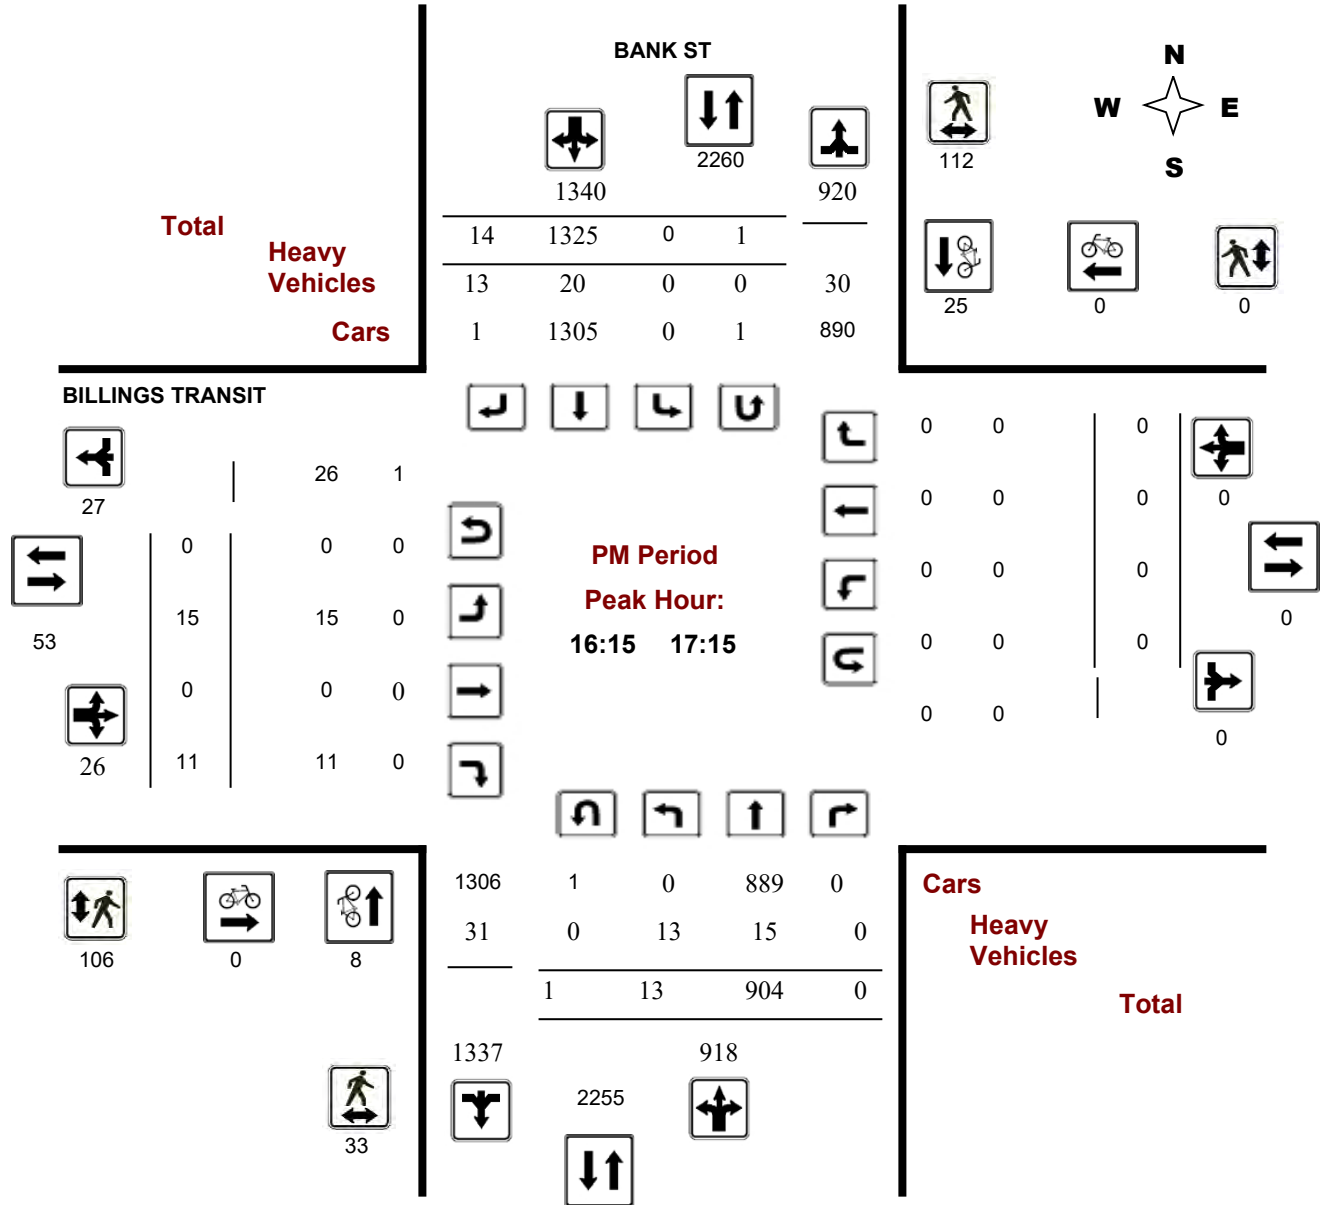 BANK ST
N
W E
S
2260
112
1340 920
Total
14 1325 0 1
Heavy
Vehicles
13 20 0 0 30
25 0 0
Cars
1 1305 0 1 890
BILLINGS TRANSIT
0 0 0
26 1
27
0 0 0 0
0 0 0
PM Period
0 0 0
Peak Hour:
15 15 0
0
53
16:15 17:15
0 0 0
0 0 0
0 0
0
26
11 11 0
1306 1 0 889 0
Cars
31 0 13 15 0
Heavy
Vehicles
106 0 8
1 13 904 0
Total
1337 918
2255
33